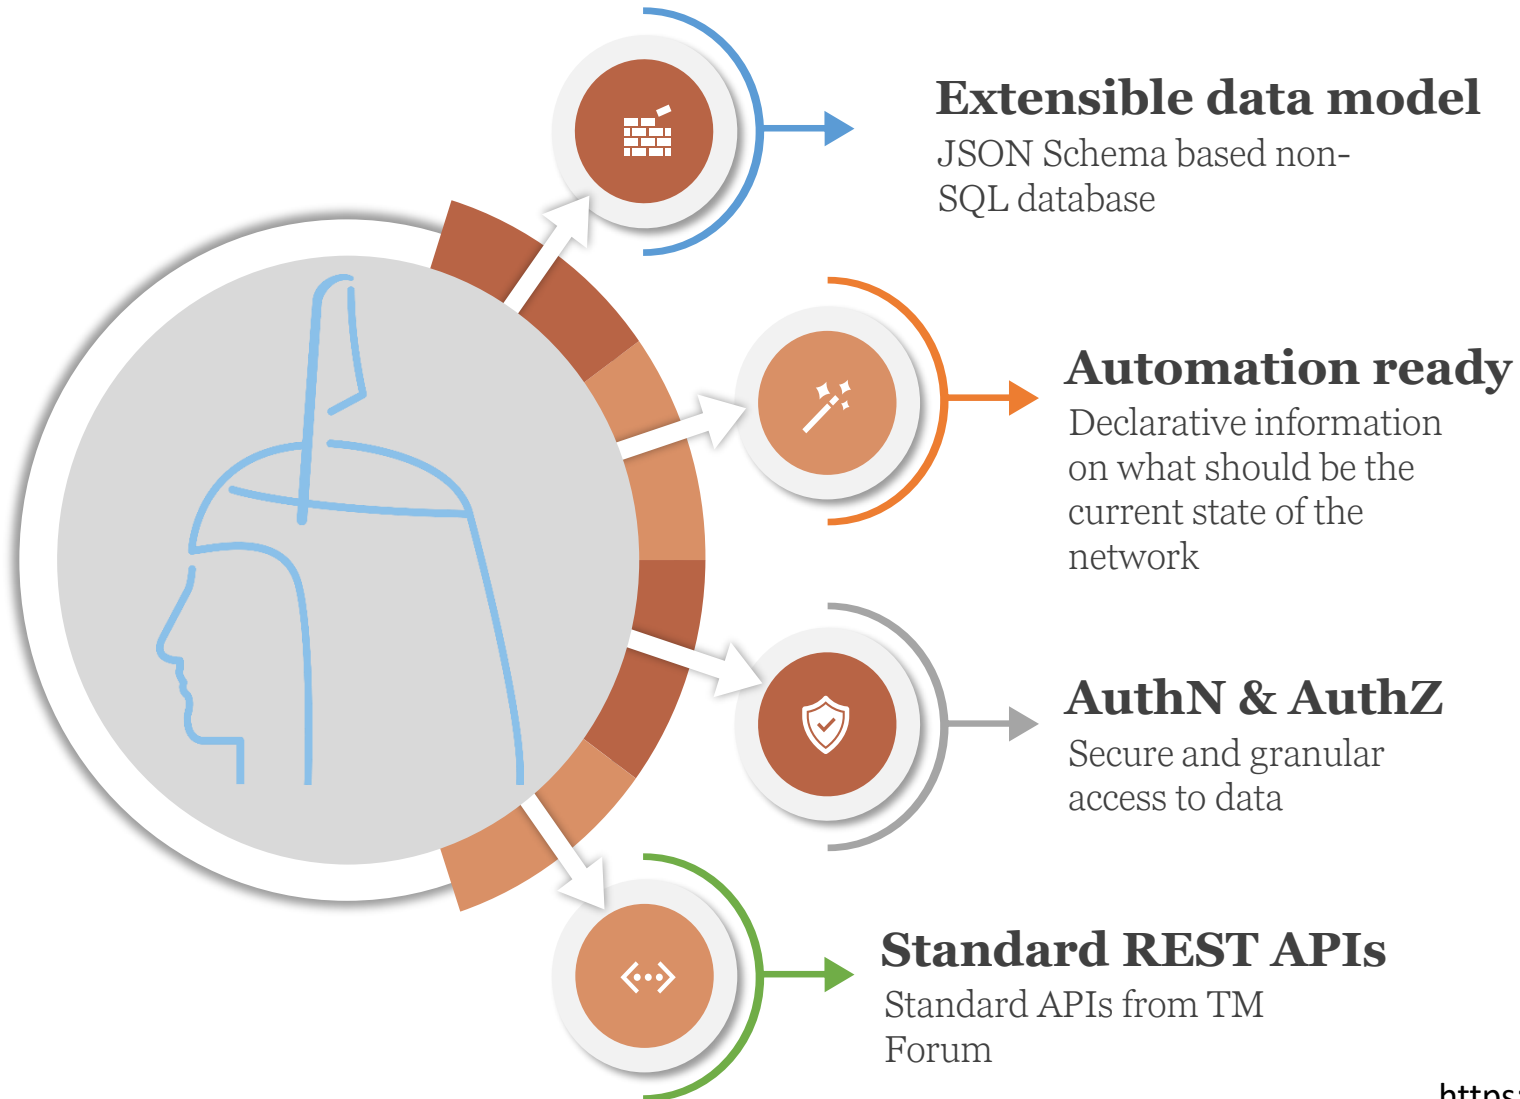 Extensible data model
JSON Schema based non-
SQL database
Automation ready
Declarative information
on what should be the
current state of the
network
AuthN & AuthZ
Secure and granular
access to data
Standard REST APIs
Standard APIs from TM
Forum
https: